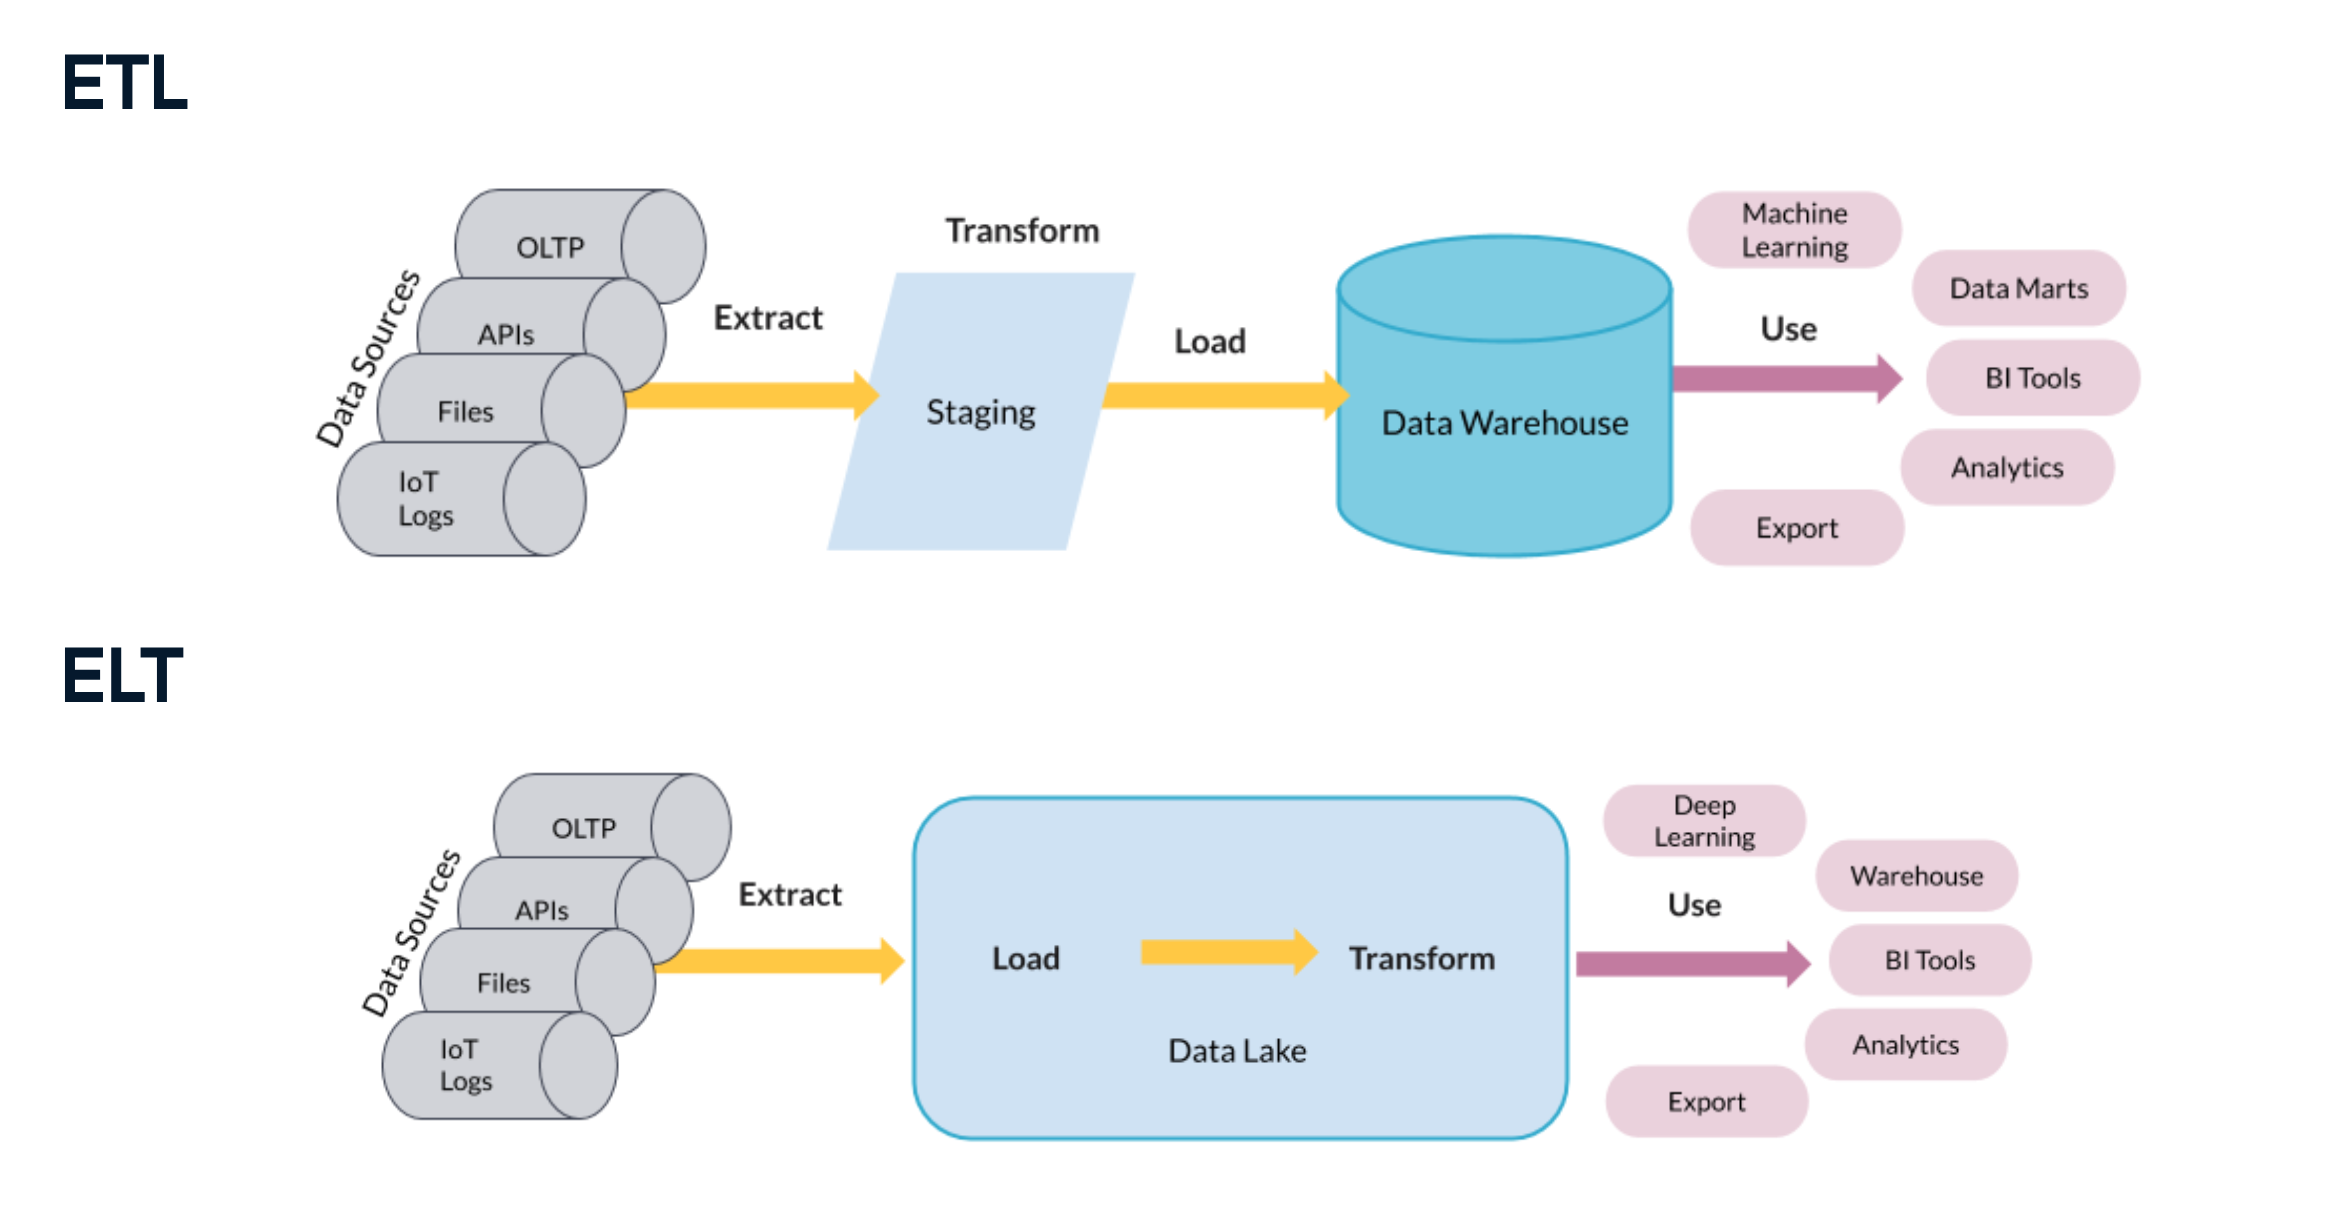 ETL
Data Sources
OLTP
APIs
Files
IoT
Logs
Extract
Transform
Staging
Load
Data Warehouse
Use
Machine
Learning
Data Marts
BI Tools
Analytics
Export
ELT
Data Sources
OLTP
APIs
Files
IoT
Logs
Extract
Load
Transform
Data Lake
Use
Deep
Learning
Warehouse
BI Tools
Analytics
Export